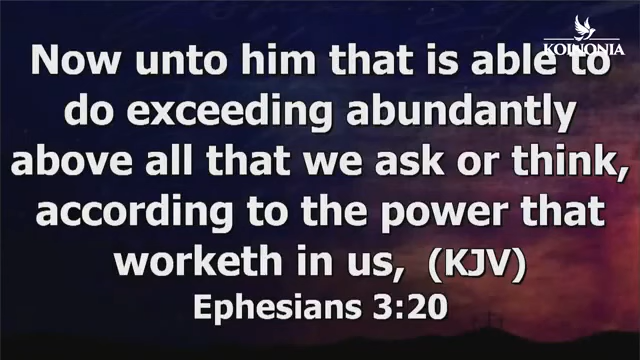 KOINONIA
Now unto him that is able to
do exceeding abundantly
above all that we ask or think,
according to the power that
worketh in us, (KJV)
Ephesians 3:20